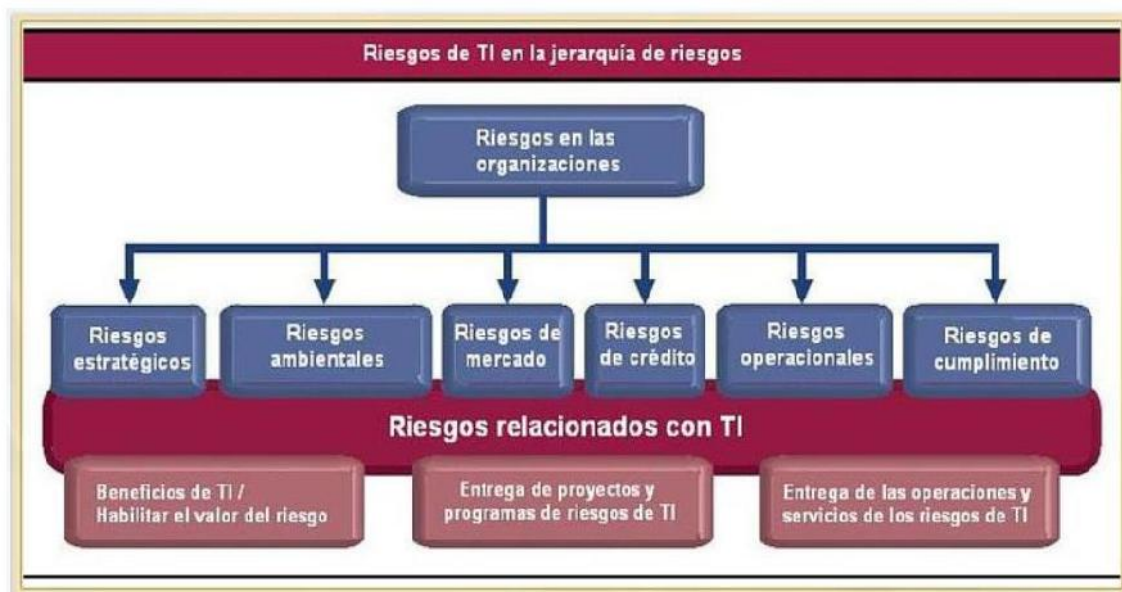 Riesgos de TI en la jerarquía de riesgos
Riesgos en las
organizaciones
Riesgos
estratégicos
Riesgos
ambientales
Riesgos de
mercado
Riesgos
de crédito
Riesgos
operacionales
Riesgos de
cumplimiento
Riesgos relacionados con TI
Beneficios de TI /
Habilitar el valor del riesgo
Entrega de proyectos y
programas de riesgos de TI
Entrega de las operaciones y
servicios de los riesgos de TI